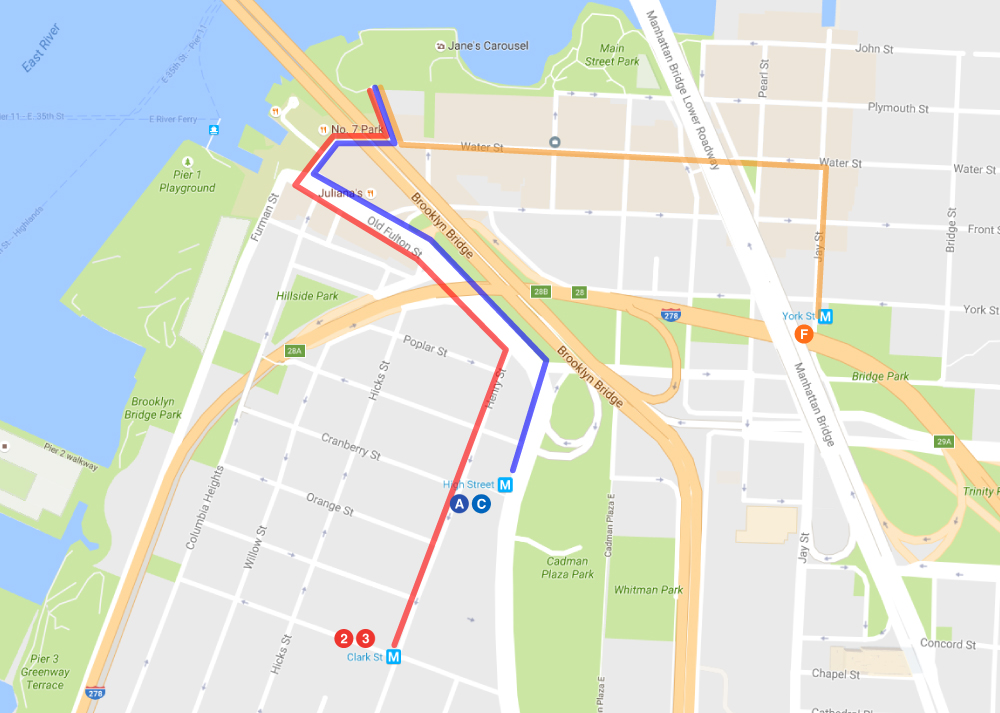 East River
Pier 11
E 35th St - Pier 11
Pier 11 - E 35th St
E River Ferry
Jane's Carousel
Main
Street Park
John St
Pearl St
Plymouth St
Manhattan Bridge Lower Roadway
No. 7 Park
Water St
Water St
Water St
Pier 1
Playground
Juliana's
Furman St
Old Fulton St
Brooklyn Bridge
Front S
Bridge St
Jay St
Hillside Park
28B
28
278
York St
M
York St
F
28A
Poplar St
Hicks St
Henry St
Brooklyn Bridge
Bridge Park
Manhattan Bridge
Brooklyn
Bridge Park
29A
Pier 2 walkway
Cranberry St
High Street
M
A
C
Trinity P
Columbia Heights
Orange St
Willow St
Cadman Plaza E
Jay St
Cadman
Plaza Park
Whitman Park
2
3
Clark St
M
Hicks St
Concord St
Pier 3
Greenway
Terrace
Chapel St
278
n Plaza E
Cathedral Pl